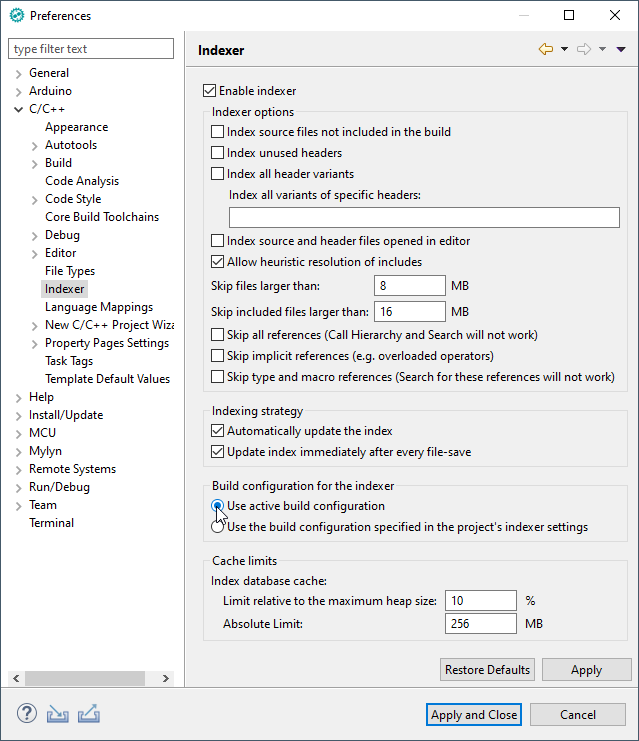 Preferences
type filter text
General
Arduino
C/C++
Appearance
Autotools
Build
Code Analysis
Code Style
Core Build Toolchains
Debug
Editor
File Types
Indexer
Language Mappings
New C/C++ Project Wiza
Property Pages Settings
Task Tags
Template Default Values
Help
Install/Update
MCU
Mylyn
Remote Systems
Run/Debug
Team
Terminal
Indexer
Enable indexer
Indexer options
Index source files not included in the build
Index unused headers
Index all header variants
Index all variants of specific headers:
Index source and header files opened in editor
Allow heuristic resolution of includes
Skip files larger than: 8 MB
Skip included files larger than: 16 MB
Skip all references (Call Hierarchy and Search will not work)
Skip implicit references (e.g. overloaded operators)
Skip type and macro references (Search for these references will not work)
Indexing strategy
Automatically update the index
Update index immediately after every file-save
Build configuration for the indexer
Use active build configuration
Use the build configuration specified in the project's indexer settings
Cache limits
Index database cache:
Limit relative to the maximum heap size: 10 %
Absolute Limit: 256 MB
Restore Defaults Apply
? Apply and Close Cancel